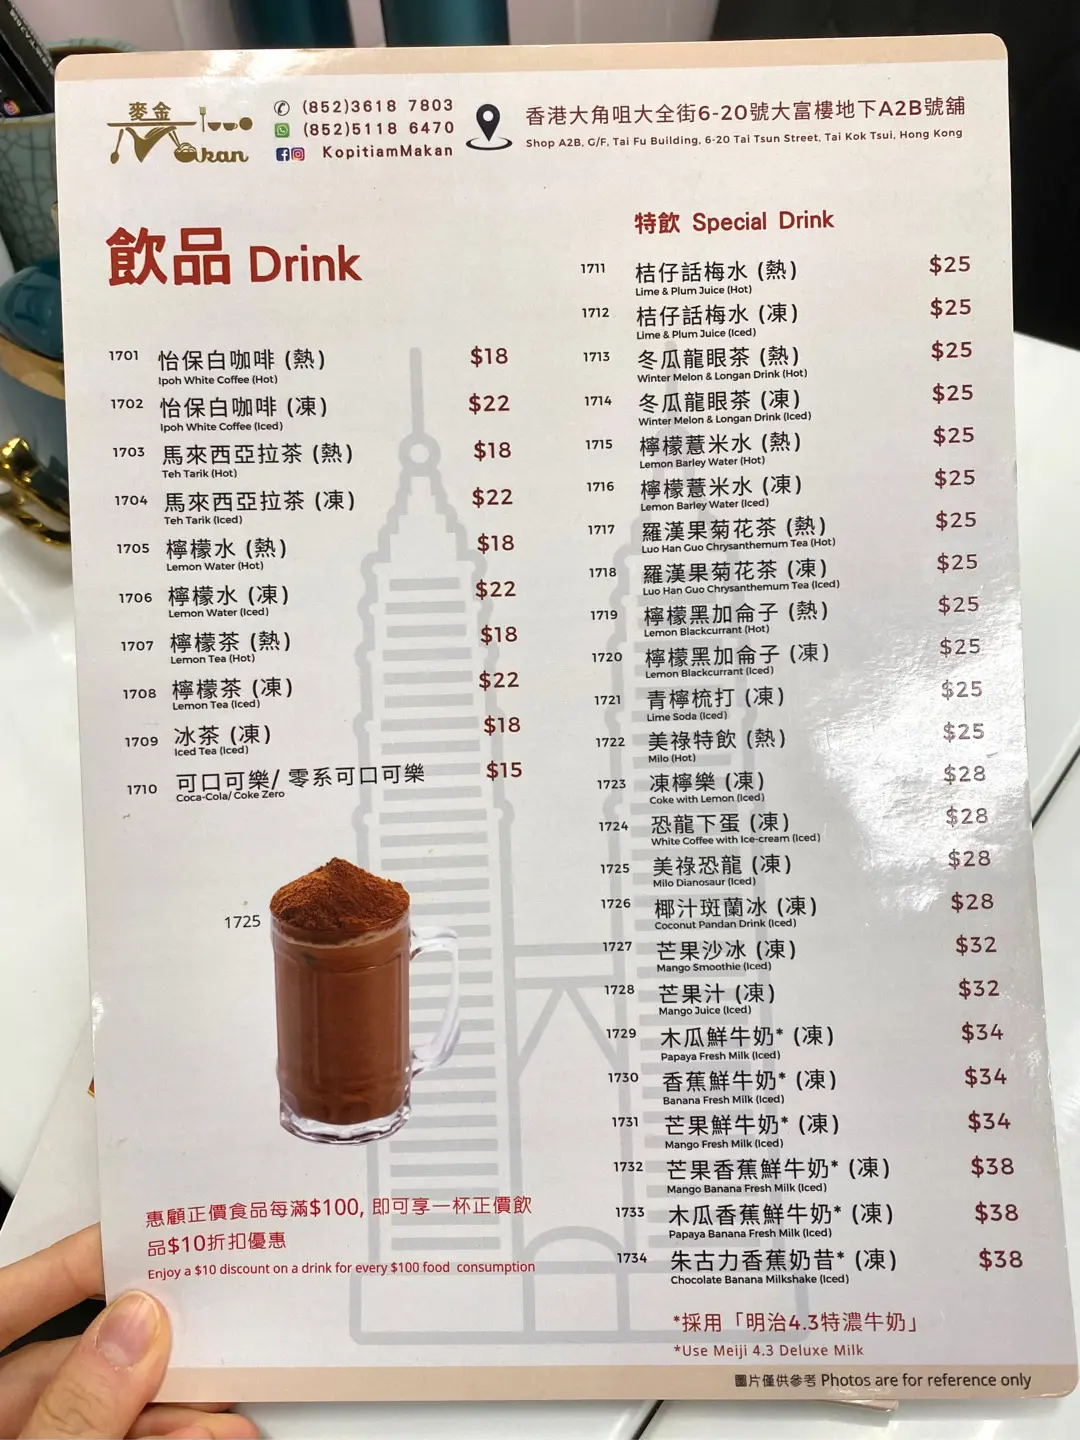 麥金
Makan
(852)3618 7803
(852)5118 6470
KopitiamMakan
香港大角咀大全街6-20號大富樓地下A2B號舖
Shop A2B, G/F, Tai Fu Building, 6-20 Tai Tsun Street, Tai Kok Tsui, Hong Kong
飲品 Drink
1701 怡保白咖啡 (熱) $18
Ipoh White Coffee (Hot)
1702 怡保白咖啡 (凍) $22
Ipoh White Coffee (Iced)
1703 馬來西亞拉茶 (熱) $18
Teh Tarik (Hot)
1704 馬來西亞拉茶 (凍) $22
Teh Tarik (Iced)
1705 檸檬水 (熱) $18
Lemon Water (Hot)
1706 檸檬水 (凍) $22
Lemon Water (Iced)
1707 檸檬茶 (熱) $18
Lemon Tea (Hot)
1708 檸檬茶 (凍) $22
Lemon Tea (Iced)
1709 冰茶 (凍) $18
Iced Tea (Iced)
1710 可口可樂/ 零系可口可樂 $15
Coca-Cola/ Coke Zero
1725
惠顧正價食品每滿$100, 即可享一杯正價飲
品$10折扣優惠
Enjoy a $10 discount on a drink for every $100 food consumption
特飲 Special Drink
1711 桔仔話梅水 (熱) $25
Lime & Plum Juice (Hot)
1712 桔仔話梅水 (凍) $25
Lime & Plum Juice (Iced)
1713 冬瓜龍眼茶 (熱) $25
Winter Melon & Longan Drink (Hot)
1714 冬瓜龍眼茶 (凍) $25
Winter Melon & Longan Drink (Iced)
1715 檸檬薏米水 (熱) $25
Lemon Barley Water (Hot)
1716 檸檬薏米水 (凍) $25
Lemon Barley Water (Iced)
1717 羅漢果菊花茶 (熱) $25
Luo Han Guo Chrysanthemum Tea (Hot)
1718 羅漢果菊花茶 (凍) $25
Luo Han Guo Chrysanthemum Tea (Iced)
1719 檸檬黑加侖子 (熱) $25
Lemon Blackcurrant (Hot)
1720 檸檬黑加侖子 (凍) $25
Lemon Blackcurrant (Iced)
1721 青檸梳打 (凍) $25
Lime Soda (Iced)
1722 美祿特飲 (熱) $25
Milo (Hot)
1723 凍檸樂 (凍) $28
Coke with Lemon (Iced)
1724 恐龍下蛋 (凍) $28
White Coffee with Ice-cream (Iced)
1725 美祿恐龍 (凍) $28
Milo Dianosaur (Iced)
1726 椰汁斑蘭冰 (凍) $28
Coconut Pandan Drink (Iced)
1727 芒果沙冰 (凍) $32
Mango Smoothie (Iced)
1728 芒果汁 (凍) $32
Mango Juice (Iced)
1729 木瓜鮮牛奶* (凍) $34
Papaya Fresh Milk (Iced)
1730 香蕉鮮牛奶* (凍) $34
Banana Fresh Milk (Iced)
1731 芒果鮮牛奶* (凍) $34
Mango Fresh Milk (Iced)
1732 芒果香蕉鮮牛奶* (凍) $38
Mango Banana Fresh Milk (Iced)
1733 木瓜香蕉鮮牛奶* (凍) $38
Papaya Banana Fresh Milk (Iced)
1734 朱古力香蕉奶昔* (凍) $38
Chocolate Banana Milkshake (Iced)
*採用「明治4.3特濃牛奶」
*Use Meiji 4.3 Deluxe Milk
圖片僅供參考 Photos are for reference only